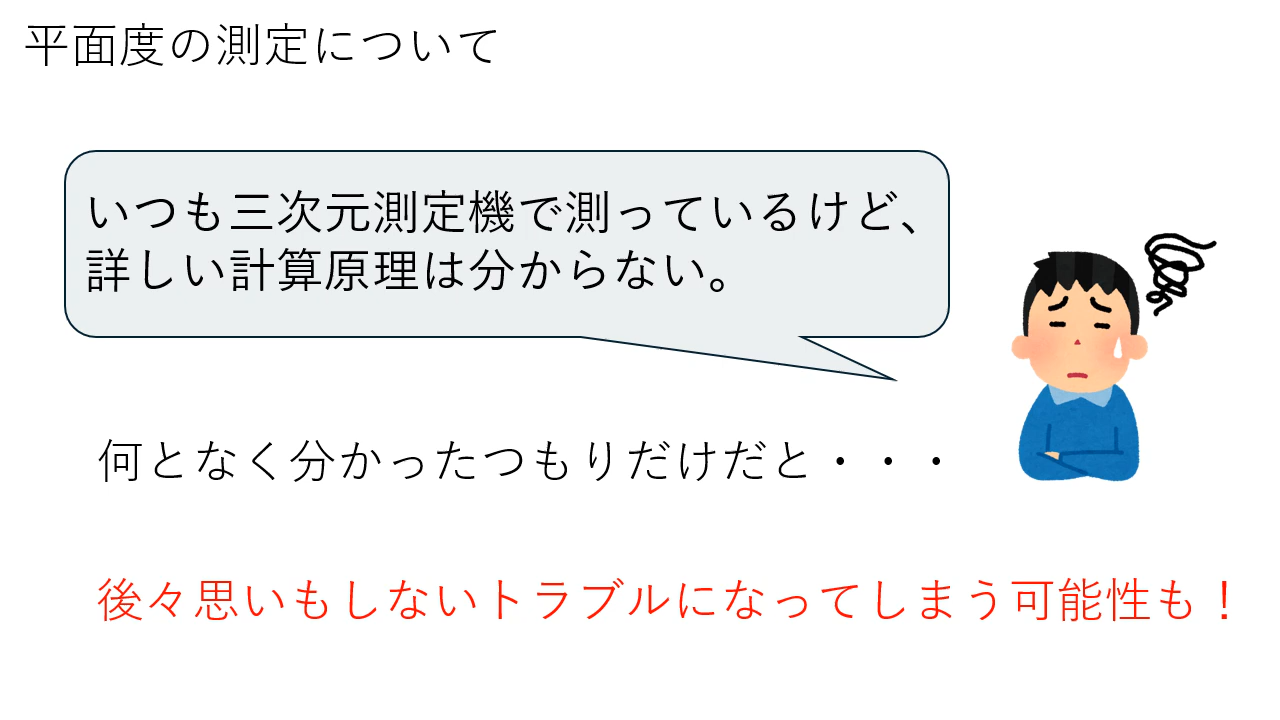 平面度の測定について
いつも三次元測定機で測っているけど、
詳しい計算原理は分からない。
何となく分かったつもりだけだと・・・
後々思いもしないトラブルになってしまう可能性も！